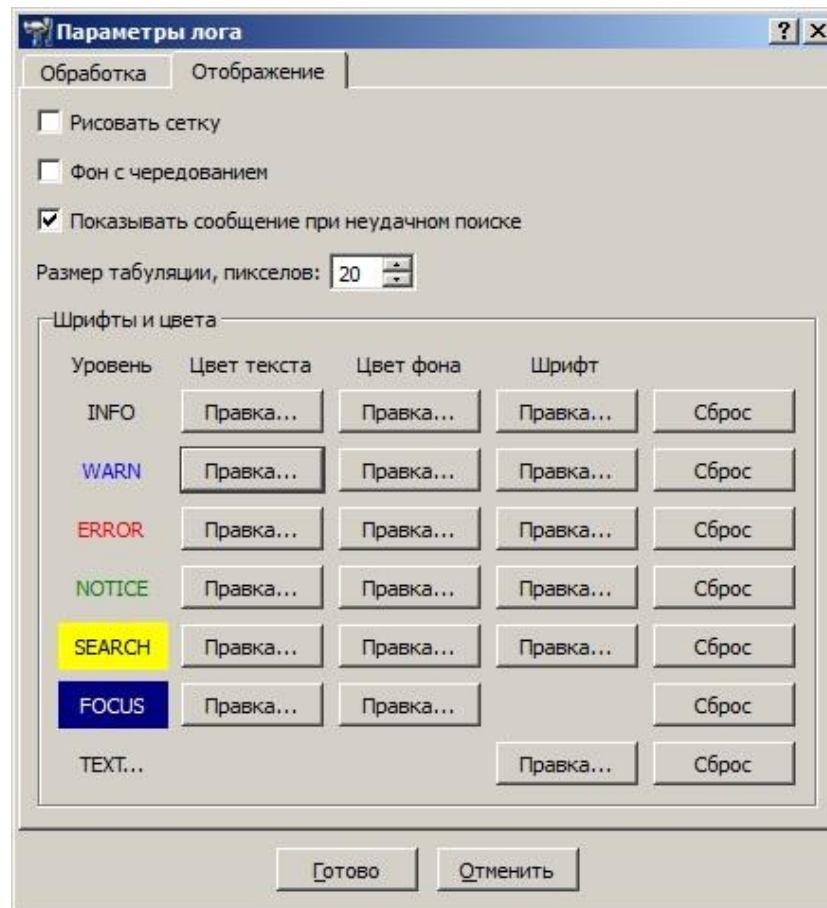 Параметры лога
Обработка Отображение
Рисовать сетку
Фон с чередованием
Показывать сообщение при неудачном поиске
Размер табуляции, пикселов: 20
Шрифты и цвета
Уровень Цвет текста Цвет фона Шрифт
INFO Правка... Правка... Правка... Сброс
WARN Правка... Правка... Правка... Сброс
ERROR Правка... Правка... Правка... Сброс
NOTICE Правка... Правка... Правка... Сброс
SEARCH Правка... Правка... Правка... Сброс
FOCUS Правка... Правка... Сброс
TEXT... Правка... Сброс
Готово Отменить